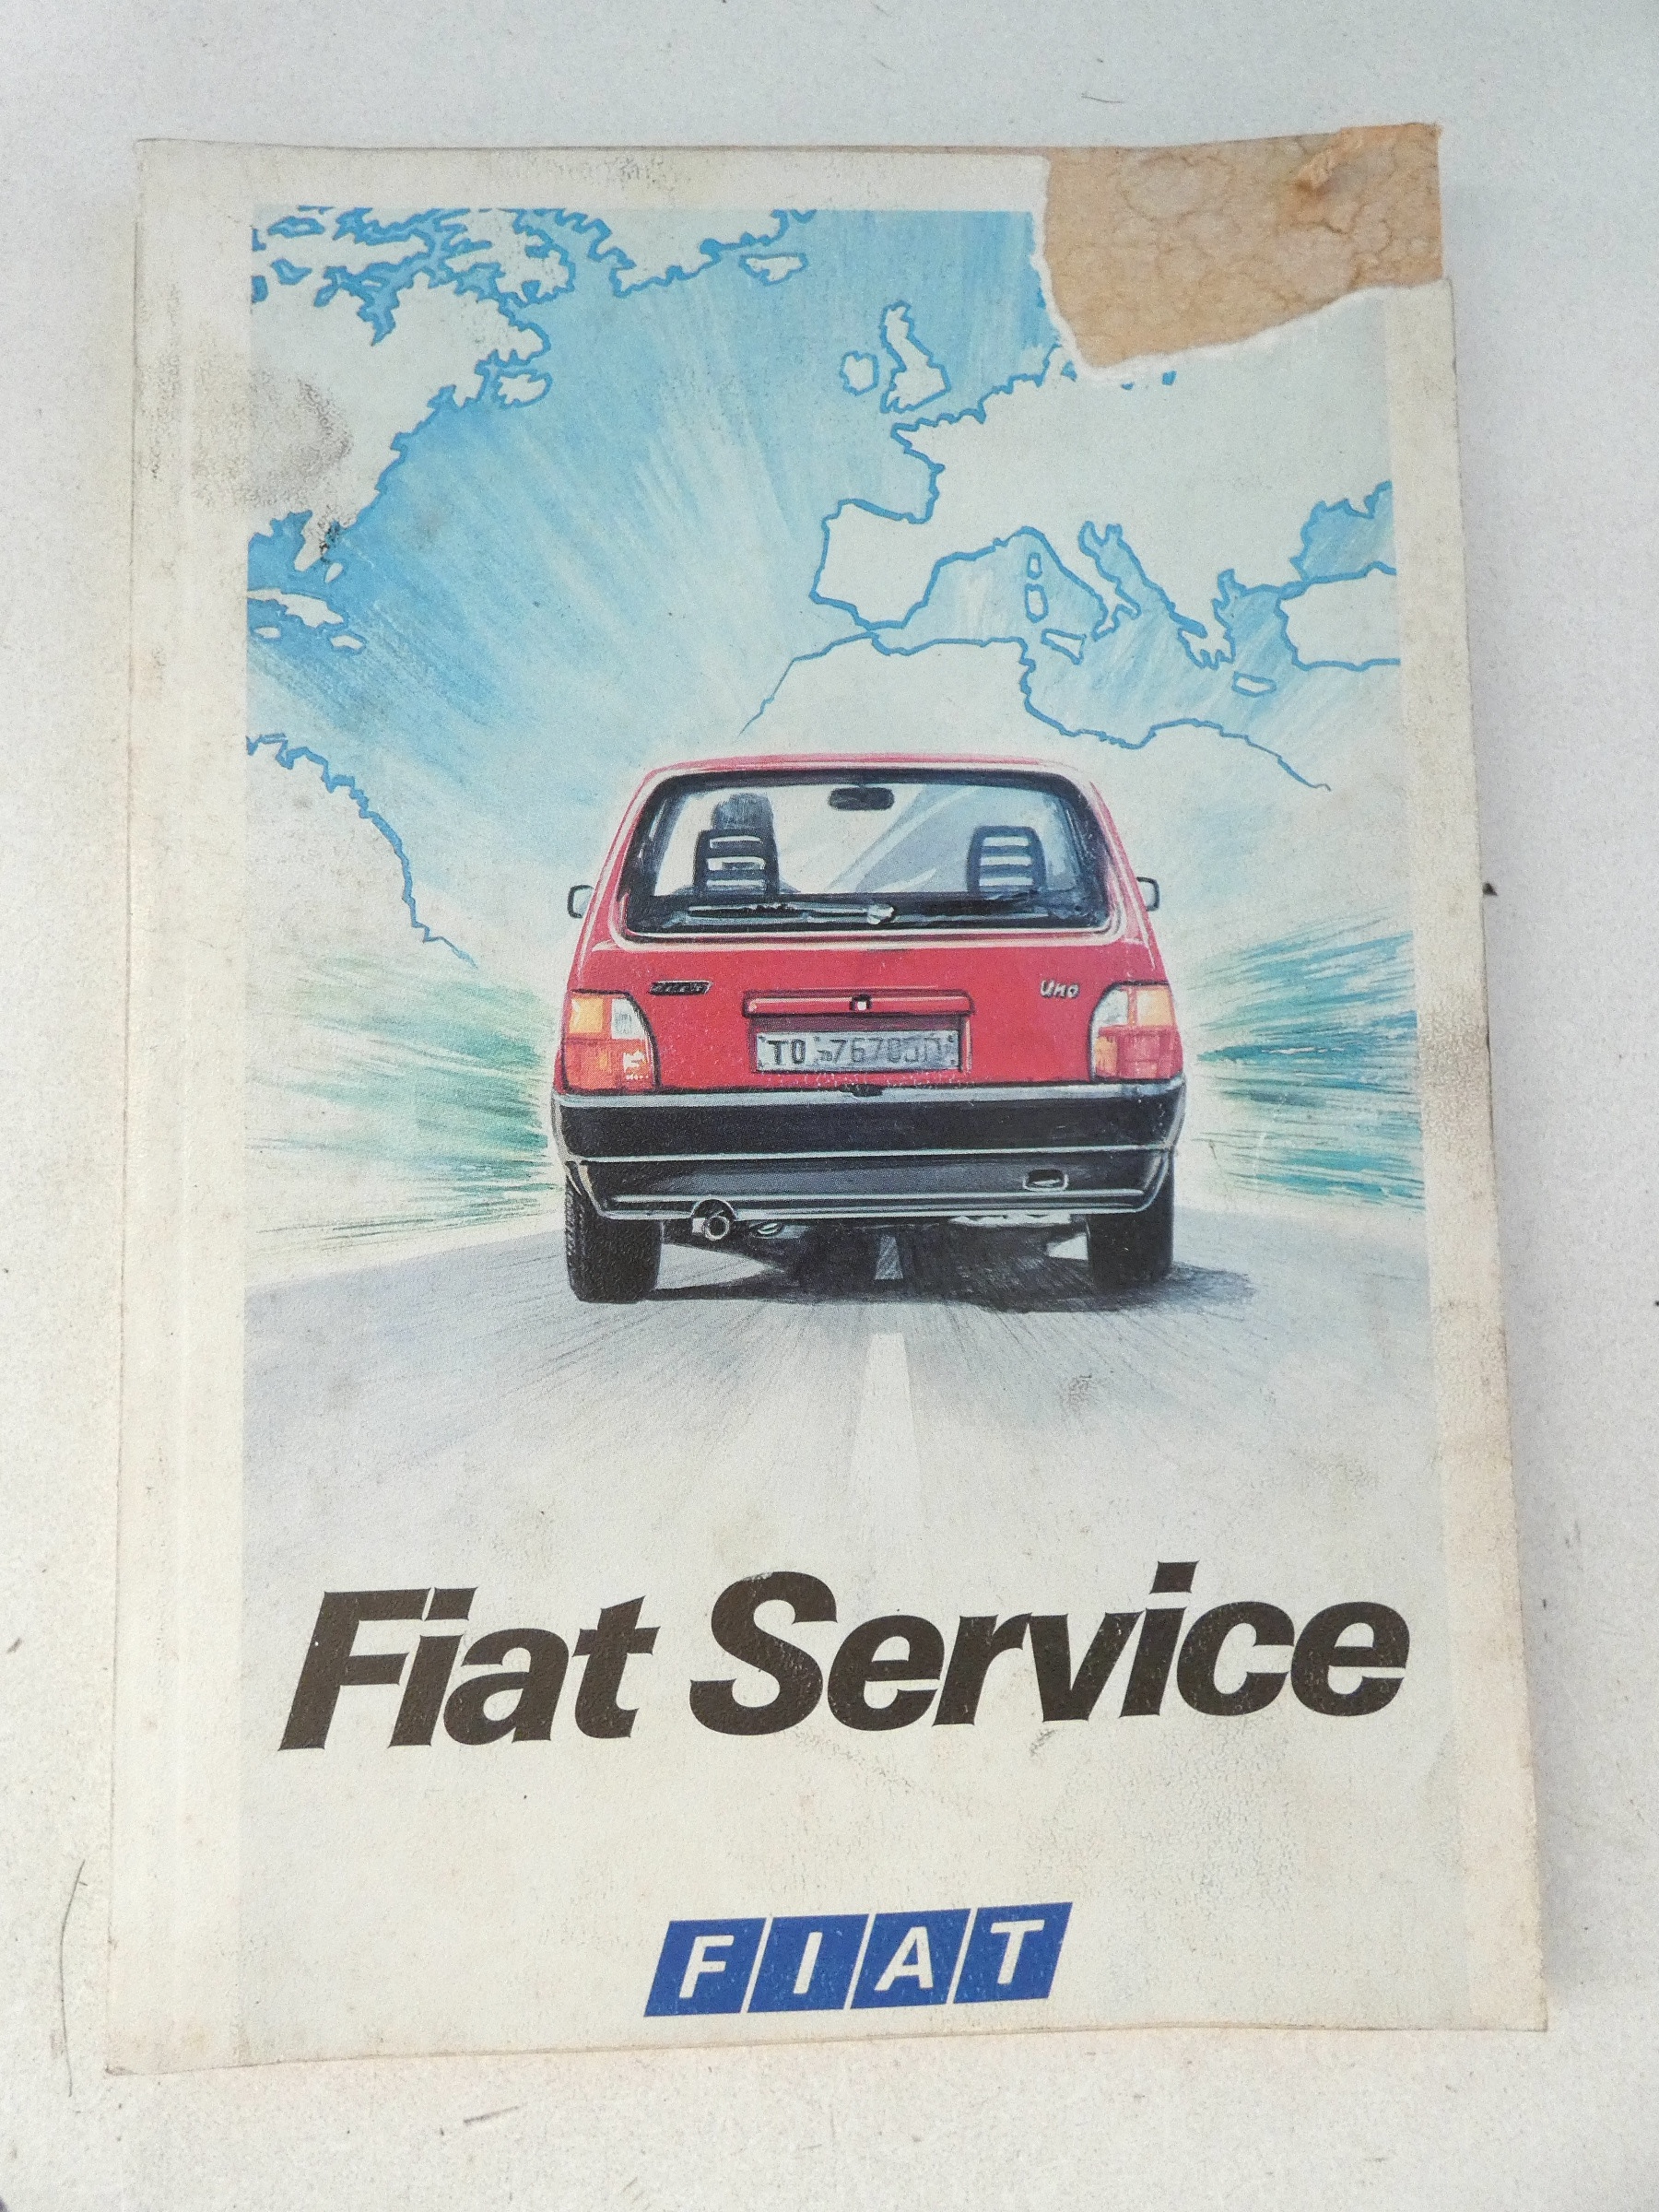 Uno
TO
Fiat Service
FIAT